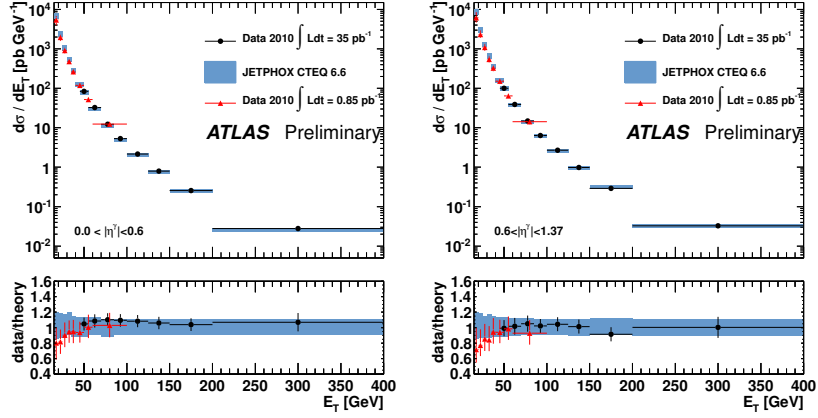 dσ / dE_T [pb GeV⁻¹]
10⁴
10³
10²
10
1
10⁻¹
10⁻²
Data 2010 ∫ Ldt = 35 pb⁻¹
JETPHOX CTEQ 6.6
Data 2010 ∫ Ldt = 0.85 pb⁻¹
ATLAS Preliminary
0.0 < |η^γ|<0.6
data/theory
1.6
1.4
1.2
1
0.8
0.6
0.4
50 100 150 200 250 300 350 400
E_T [GeV]
dσ / dE_T [pb GeV⁻¹]
10⁴
10³
10²
10
1
10⁻¹
10⁻²
Data 2010 ∫ Ldt = 35 pb⁻¹
JETPHOX CTEQ 6.6
Data 2010 ∫ Ldt = 0.85 pb⁻¹
ATLAS Preliminary
0.6<|η^γ|<1.37
data/theory
1.6
1.4
1.2
1
0.8
0.6
0.4
50 100 150 200 250 300 350 400
E_T [GeV]